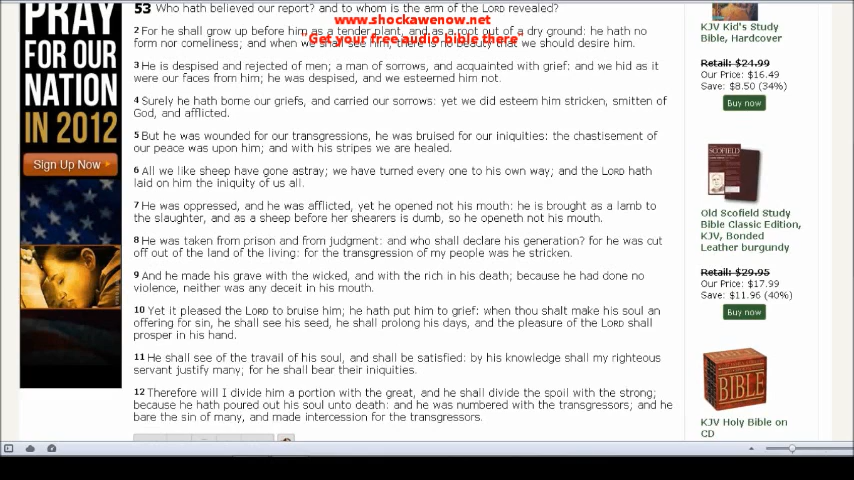 PRAY
FOR OUR
NATION
IN 2012
Sign Up Now
www.shockawenow.net
"Get your free audio bible there"
53 Who hath believed our report? and to whom is the arm of the LORD revealed?
2 For he shall grow up before him as a tender plant, and as a root out of a dry ground: he hath no
form nor comeliness; and when we shall see him, there is no beauty that we should desire him.
3 He is despised and rejected of men; a man of sorrows, and acquainted with grief: and we hid as it
were our faces from him; he was despised, and we esteemed him not.
4 Surely he hath borne our griefs, and carried our sorrows: yet we did esteem him stricken, smitten of
God, and afflicted.
5 But he was wounded for our transgressions, he was bruised for our iniquities: the chastisement of
our peace was upon him; and with his stripes we are healed.
6 All we like sheep have gone astray; we have turned every one to his own way; and the LORD hath
laid on him the iniquity of us all.
7 He was oppressed, and he was afflicted, yet he opened not his mouth: he is brought as a lamb to
the slaughter, and as a sheep before her shearers is dumb, so he openeth not his mouth.
8 He was taken from prison and from judgment: and who shall declare his generation? for he was cut
off out of the land of the living: for the transgression of my people was he stricken.
9 And he made his grave with the wicked, and with the rich in his death; because he had done no
violence, neither was any deceit in his mouth.
10 Yet it pleased the LORD to bruise him; he hath put him to grief: when thou shalt make his soul an
offering for sin, he shall see his seed, he shall prolong his days, and the pleasure of the LORD shall
prosper in his hand.
11 He shall see of the travail of his soul, and shall be satisfied: by his knowledge shall my righteous
servant justify many; for he shall bear their iniquities.
12 Therefore will I divide him a portion with the great, and he shall divide the spoil with the strong;
because he hath poured out his soul unto death: and he was numbered with the transgressors; and he
bare the sin of many, and made intercession for the transgressors.
KJV Kid's Study
Bible, Hardcover
Retail: $24.99
Our Price: $16.49
Save: $8.50 (34%)
Buy now
SCOFIELD
Old Scofield Study
Bible Classic Edition,
KJV, Bonded
Leather burgundy
Retail: $29.95
Our Price: $17.99
Save: $11.96 (40%)
Buy now
BIBLE
KJV Holy Bible on
CD